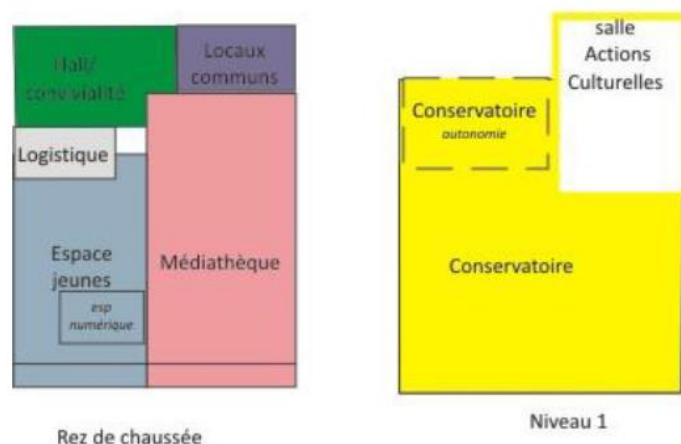 Hall/
convivialité
Locaux
communs
Logistique
Espace
jeunes
esp
numérique
Médiathèque
Rez de chaussée
salle
Actions
Culturelles
Conservatoire
autonomie
Conservatoire
Niveau 1